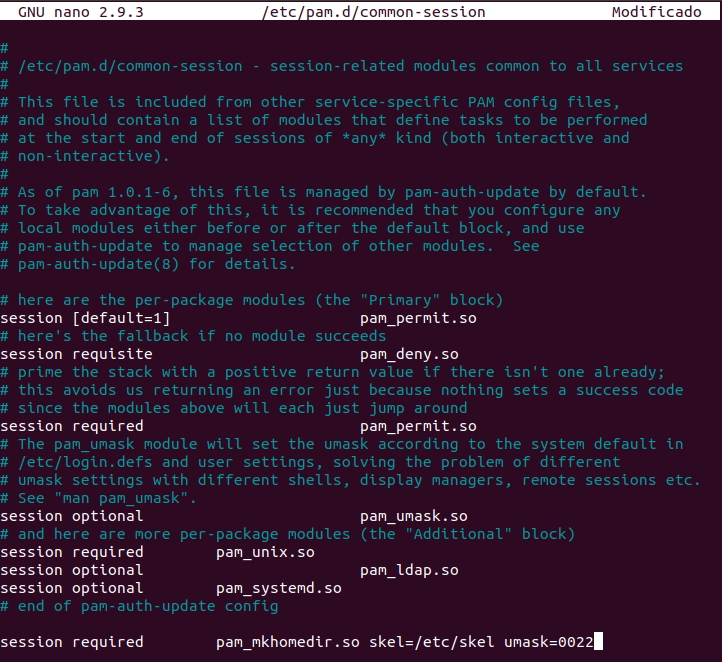 GNU nano 2.9.3 /etc/pam.d/common-session Modificado
#
# /etc/pam.d/common-session - session-related modules common to all services
#
# This file is included from other service-specific PAM config files,
# and should contain a list of modules that define tasks to be performed
# at the start and end of sessions of *any* kind (both interactive and
# non-interactive).
#
# As of pam 1.0.1-6, this file is managed by pam-auth-update by default.
# To take advantage of this, it is recommended that you configure any
# local modules either before or after the default block, and use
# pam-auth-update to manage selection of other modules.  See
# pam-auth-update(8) for details.

# here are the per-package modules (the "Primary" block)
session [default=1]                     pam_permit.so
# here's the fallback if no module succeeds
session requisite                       pam_deny.so
# prime the stack with a positive return value if there isn't one already;
# this avoids us returning an error just because nothing sets a success code
# since the modules above will each just jump around
session required                        pam_permit.so
# The pam_umask module will set the umask according to the system default in
# /etc/login.defs and user settings, solving the problem of different
# umask settings with different shells, display managers, remote sessions etc.
# See "man pam_umask".
session optional                        pam_umask.so
# and here are more per-package modules (the "Additional" block)
session required        pam_unix.so
session optional                        pam_ldap.so
session optional        pam_systemd.so
# end of pam-auth-update config

session required        pam_mkhomedir.so skel=/etc/skel umask=0022